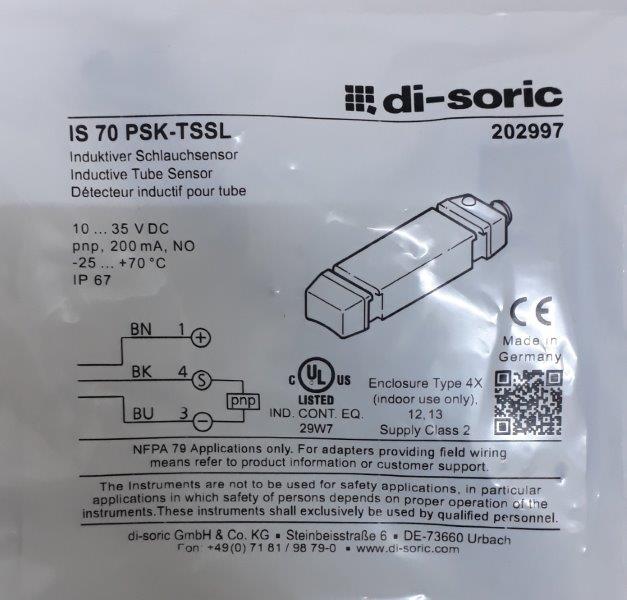 di-soric
IS 70 PSK-TSSL
202997
Induktiver Schlauchsensor
Inductive Tube Sensor
Détecteur inductif pour tube
10 ... 35 V DC
pnp, 200 mA, NO
-25 ... +70 °C
IP 67
BN 1 +
BK 4 S
pnp
BU 3 −
CE
Made in
Germany
C UL US
LISTED
IND. CONT. EQ.
29W7
Enclosure Type 4X
(indoor use only),
12, 13
Supply Class 2
NFPA 79 Applications only. For adapters providing field wiring
means refer to product information or customer support.
The Instruments are not to be used for safety applications, in particular
applications in which safety of persons depends on proper operation of the
instruments.These instruments shall exclusively be used by qualified personnel.
di-soric GmbH & Co. KG ▪ Steinbeisstraße 6 ▪ DE-73660 Urbach
Fon: +49(0) 71 81 / 98 79-0 ▪ www.di-soric.com